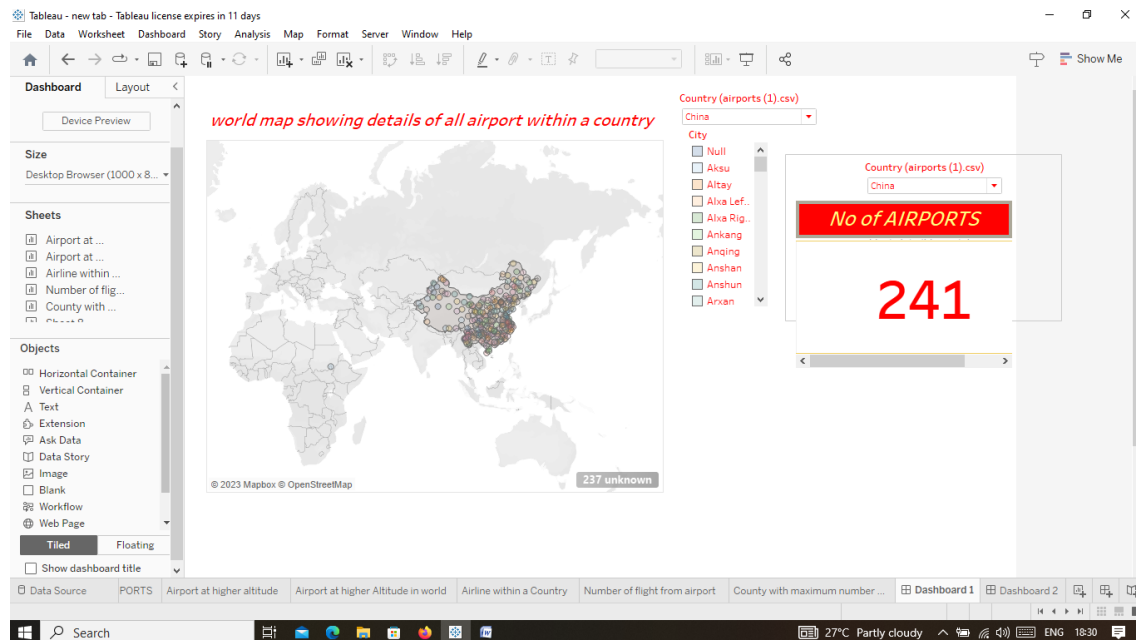 Tableau - new tab - Tableau license expires in 11 days
File Data Worksheet Dashboard Story Analysis Map Format Server Window Help
Show Me
Dashboard Layout
Device Preview
Size
Desktop Browser (1000 x 8...
Sheets
Airport at ...
Airport at ...
Airline within ...
Number of flig...
County with ...
Objects
Horizontal Container
Vertical Container
Text
Extension
Ask Data
Data Story
Image
Blank
Workflow
Web Page
Tiled Floating
Show dashboard title
world map showing details of all airport within a country
© 2023 Mapbox © OpenStreetMap
237 unknown
Country (airports (1).csv)
China
City
Null
Aksu
Altay
Alxa Lef..
Alxa Rig..
Ankang
Anqing
Anshan
Anshun
Arxan
Country (airports (1).csv)
China
No of AIRPORTS
241
Data Source PORTS Airport at higher altitude Airport at higher Altitude in world Airline within a Country Number of flight from airport County with maximum number ... Dashboard 1 Dashboard 2
Search 27°C Partly cloudy ENG 18:30